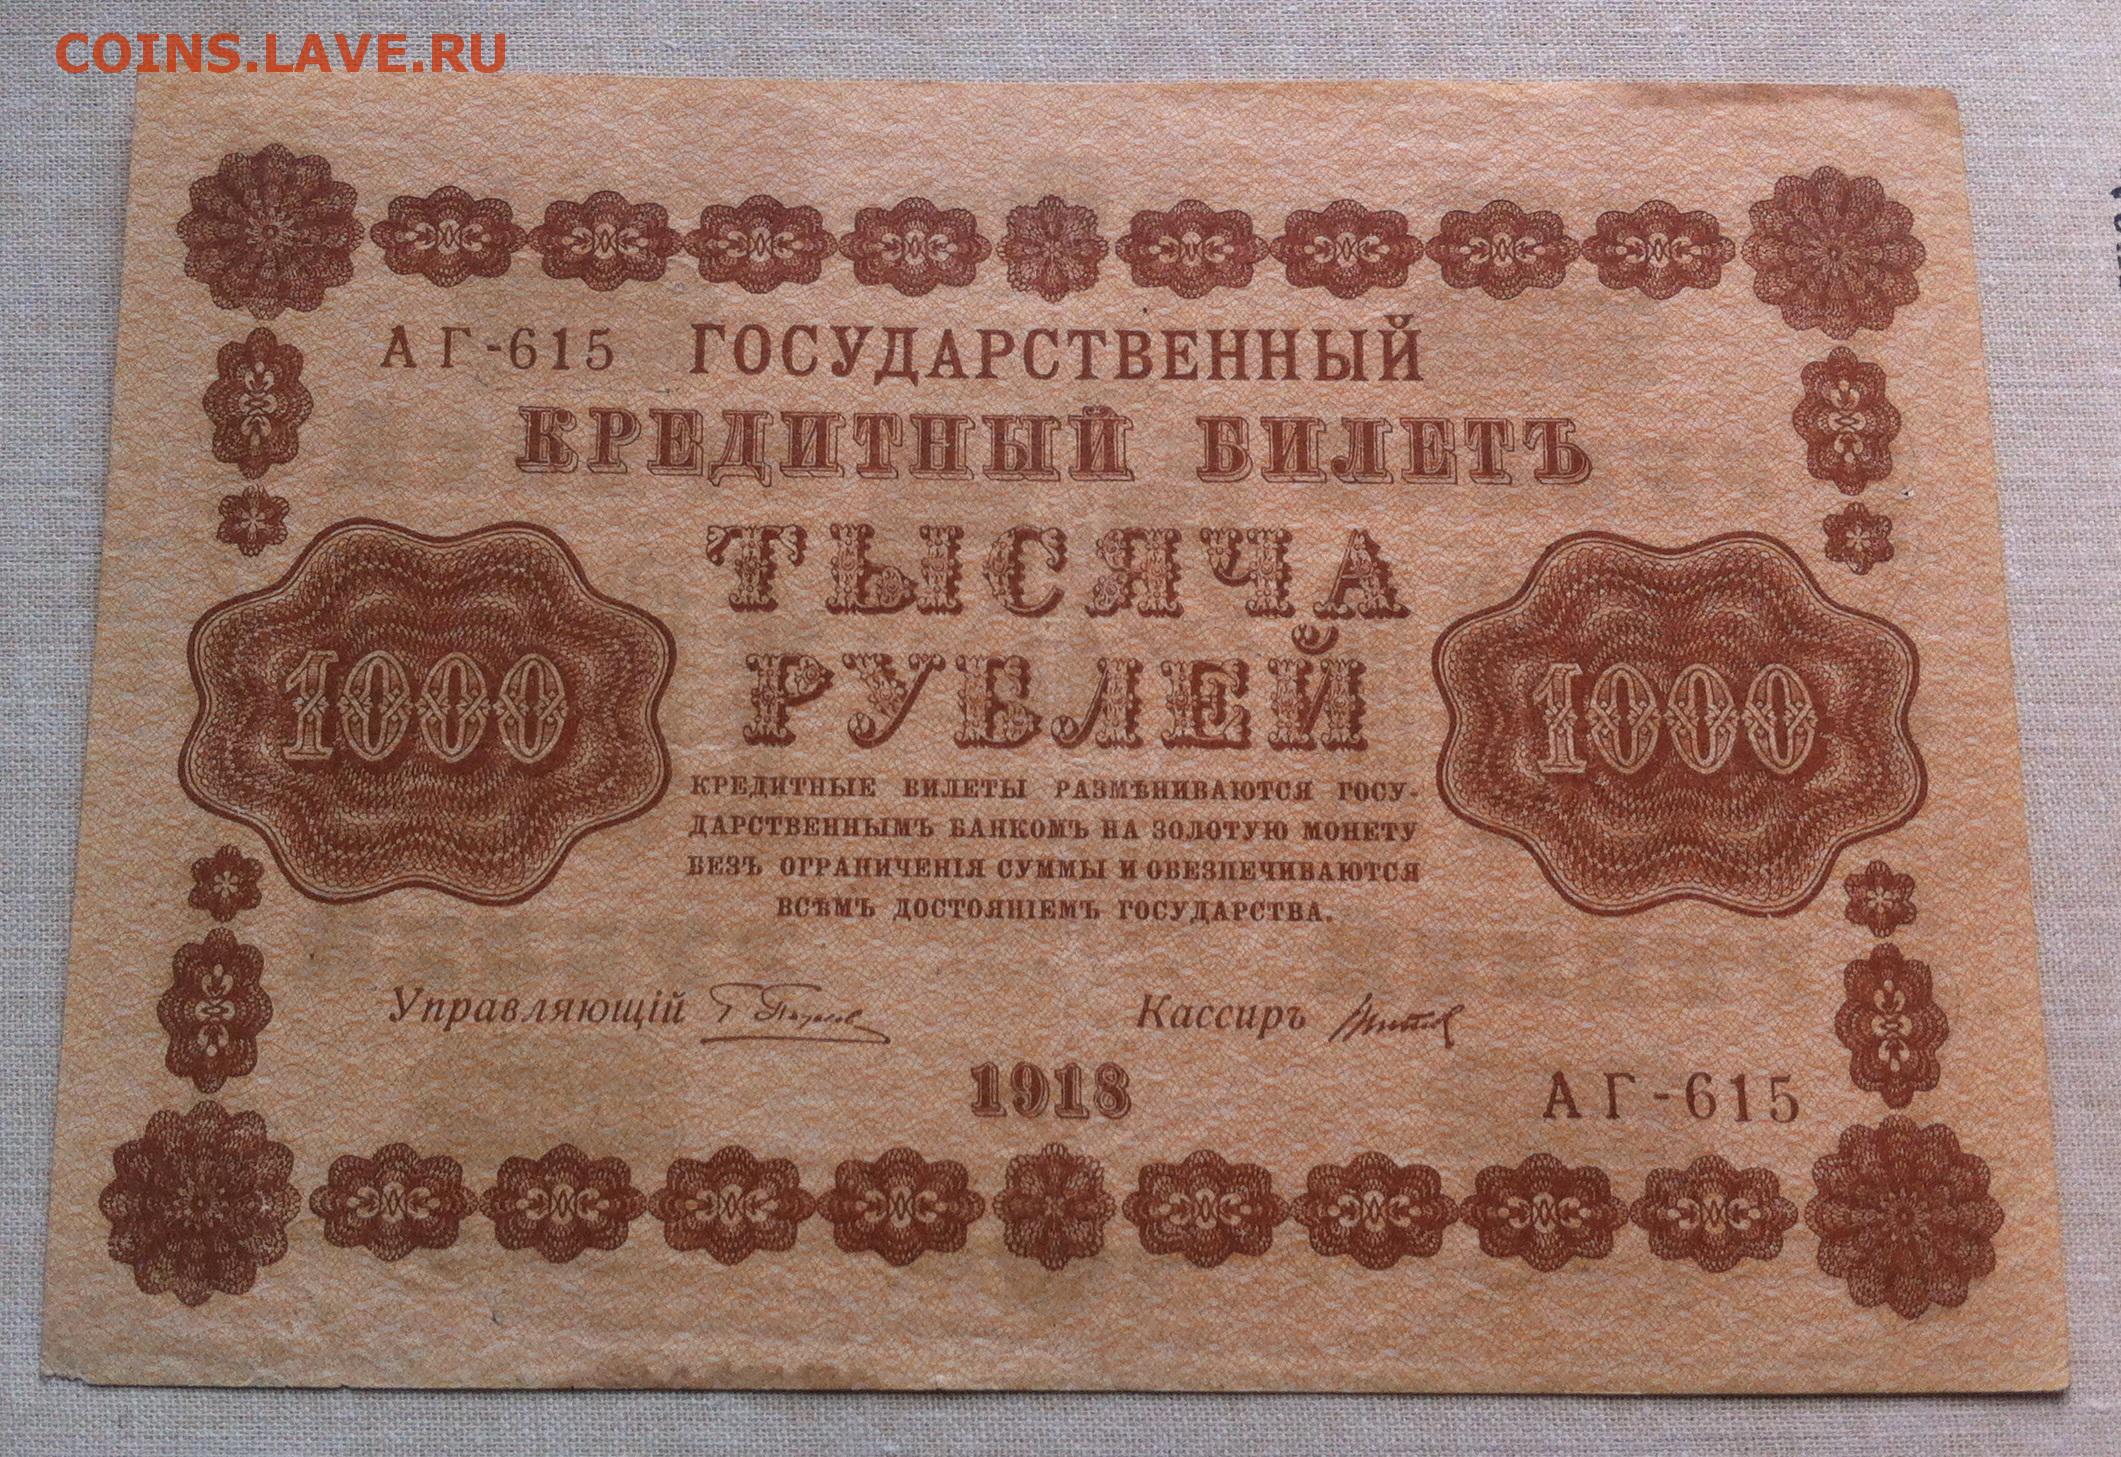 COINS.LAVE.RU
АГ-615 ГОСУДАРСТВЕННЫЙ
КРЕДИТНЫЙ БИЛЕТЪ
ТЫСЯЧА
РУБЛЕЙ
1000
1000
КРЕДИТНЫЕ БИЛЕТЫ РАЗМѢНИВАЮТСЯ ГОСУ-
ДАРСТВЕННЫМЪ БАНКОМЪ НА ЗОЛОТУЮ МОНЕТУ
БЕЗЪ ОГРАНИЧЕНІЯ СУММЫ И ОБЕЗПЕЧИВАЮТСЯ
ВСѢМЪ ДОСТОЯНІЕМЪ ГОСУДАРСТВА.
Управляющій Кассиръ
1918
АГ-615